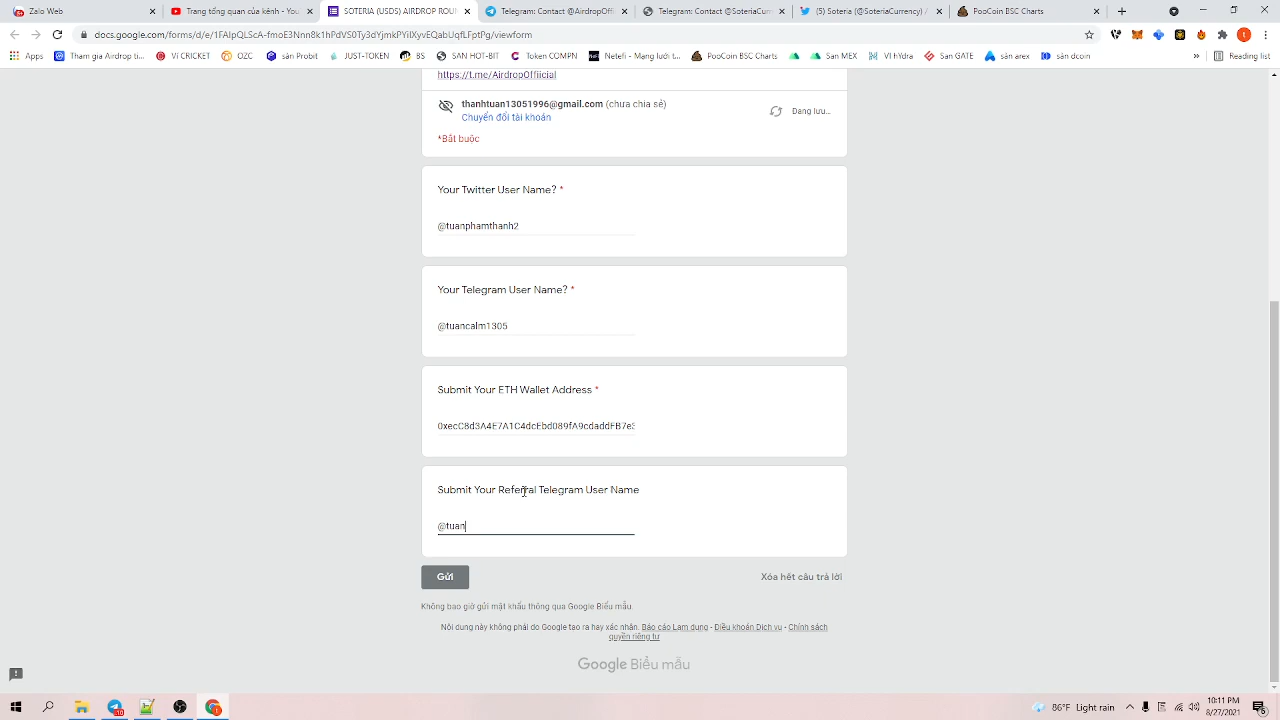 Zalo Web
Trang tổng quan của kênh - You
SOTERIA (USDS) AIRDROP ROUN
Telegram: Contact @AirdropOff
Telegram: Contact @SoteriaCurr
(5) Soteria (@SoteriaCurrency) /
PooCoin BSC Charts
docs.google.com/forms/d/e/1FAIpQLScA-fmoE3Nnn8k1hPdVS0Tj3dYjmkPYiIXyvEQabUqfLFptPg/viewform
Apps
Tham gia Airdrop ti...
Ví CRICKET
OZC
sàn Probit
JUST-TOKEN
BS
SAN HOT-BIT
Token COMPN
Netefi - Mạng lưới t...
PooCoin BSC Charts
San MEX
Ví hYdra
San GATE
sàn arex
sàn dcoin
»
Reading list
https://t.me/AirdropOffiicial
thanhtuan13051996@gmail.com (chưa chia sẻ)
Chuyển đổi tài khoản
Đang lưu…
*Bắt buộc
Your Twitter User Name? *
@tuanphamthanh2
Your Telegram User Name? *
@tuancalm1305
Submit Your ETH Wallet Address *
0xecC8d3A4E7A1C4dcEbd089fA9cdaddFB7e3
Submit Your Referral Telegram User Name
@tuan
Gửi
Xóa hết câu trả lời
Không bao giờ gửi mật khẩu thông qua Google Biểu mẫu.
Nội dung này không phải do Google tạo ra hay xác nhận. Báo cáo Lạm dụng - Điều khoản Dịch vụ - Chính sách
quyền riêng tư
Google Biểu mẫu
86°F Light rain
10:11 PM
8/27/2021